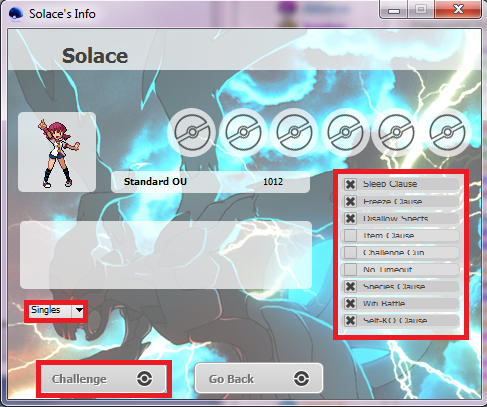 Solace's Info
Solace
Standard OU 1012
Sleep Clause
Freeze Clause
Disallow Spects
Item Clause
Challenge Cup
No Timeout
Species Clause
Wifi Battle
Self-KO Clause
Singles
Challenge
Go Back